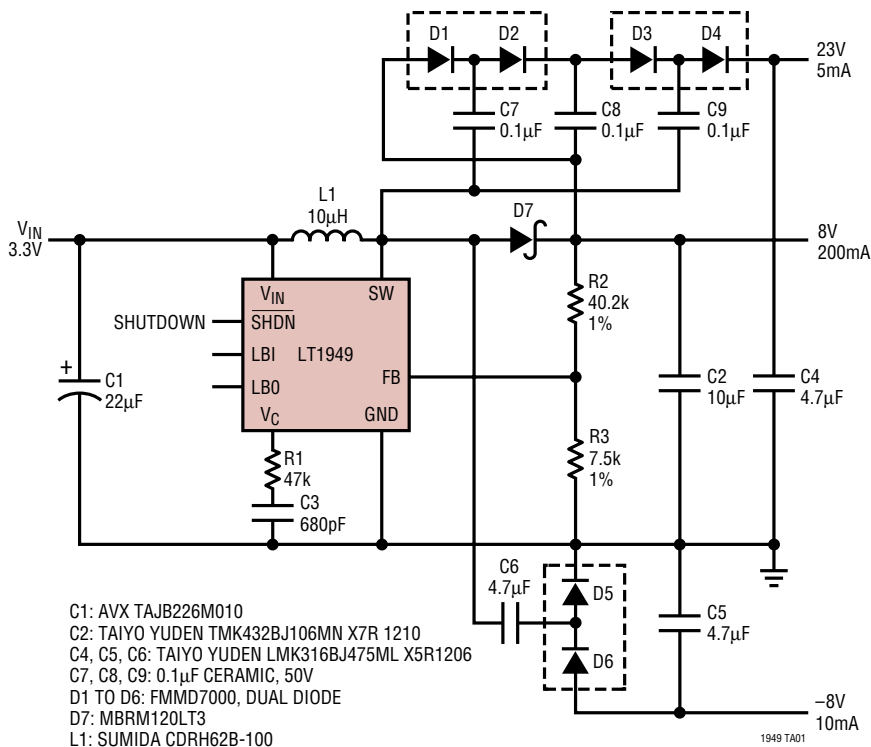 D1
D2
D3
D4
23V
5mA
C7
0.1µF
C8
0.1µF
C9
0.1µF
L1
10µH
D7
VIN
3.3V
8V
200mA
VIN
SW
R2
40.2k
1%
SHUTDOWN
SHDN
LBI
LT1949
LB0
FB
+
C1
22µF
C2
10µF
C4
4.7µF
VC
GND
R1
47k
R3
7.5k
1%
C3
680pF
C6
4.7µF
D5
C5
4.7µF
D6
C1: AVX TAJB226M010
C2: TAIYO YUDEN TMK432BJ106MN X7R 1210
C4, C5, C6: TAIYO YUDEN LMK316BJ475ML X5R1206
C7, C8, C9: 0.1µF CERAMIC, 50V
D1 TO D6: FMMD7000, DUAL DIODE
D7: MBRM120LT3
L1: SUMIDA CDRH62B-100
–8V
10mA
1949 TA01